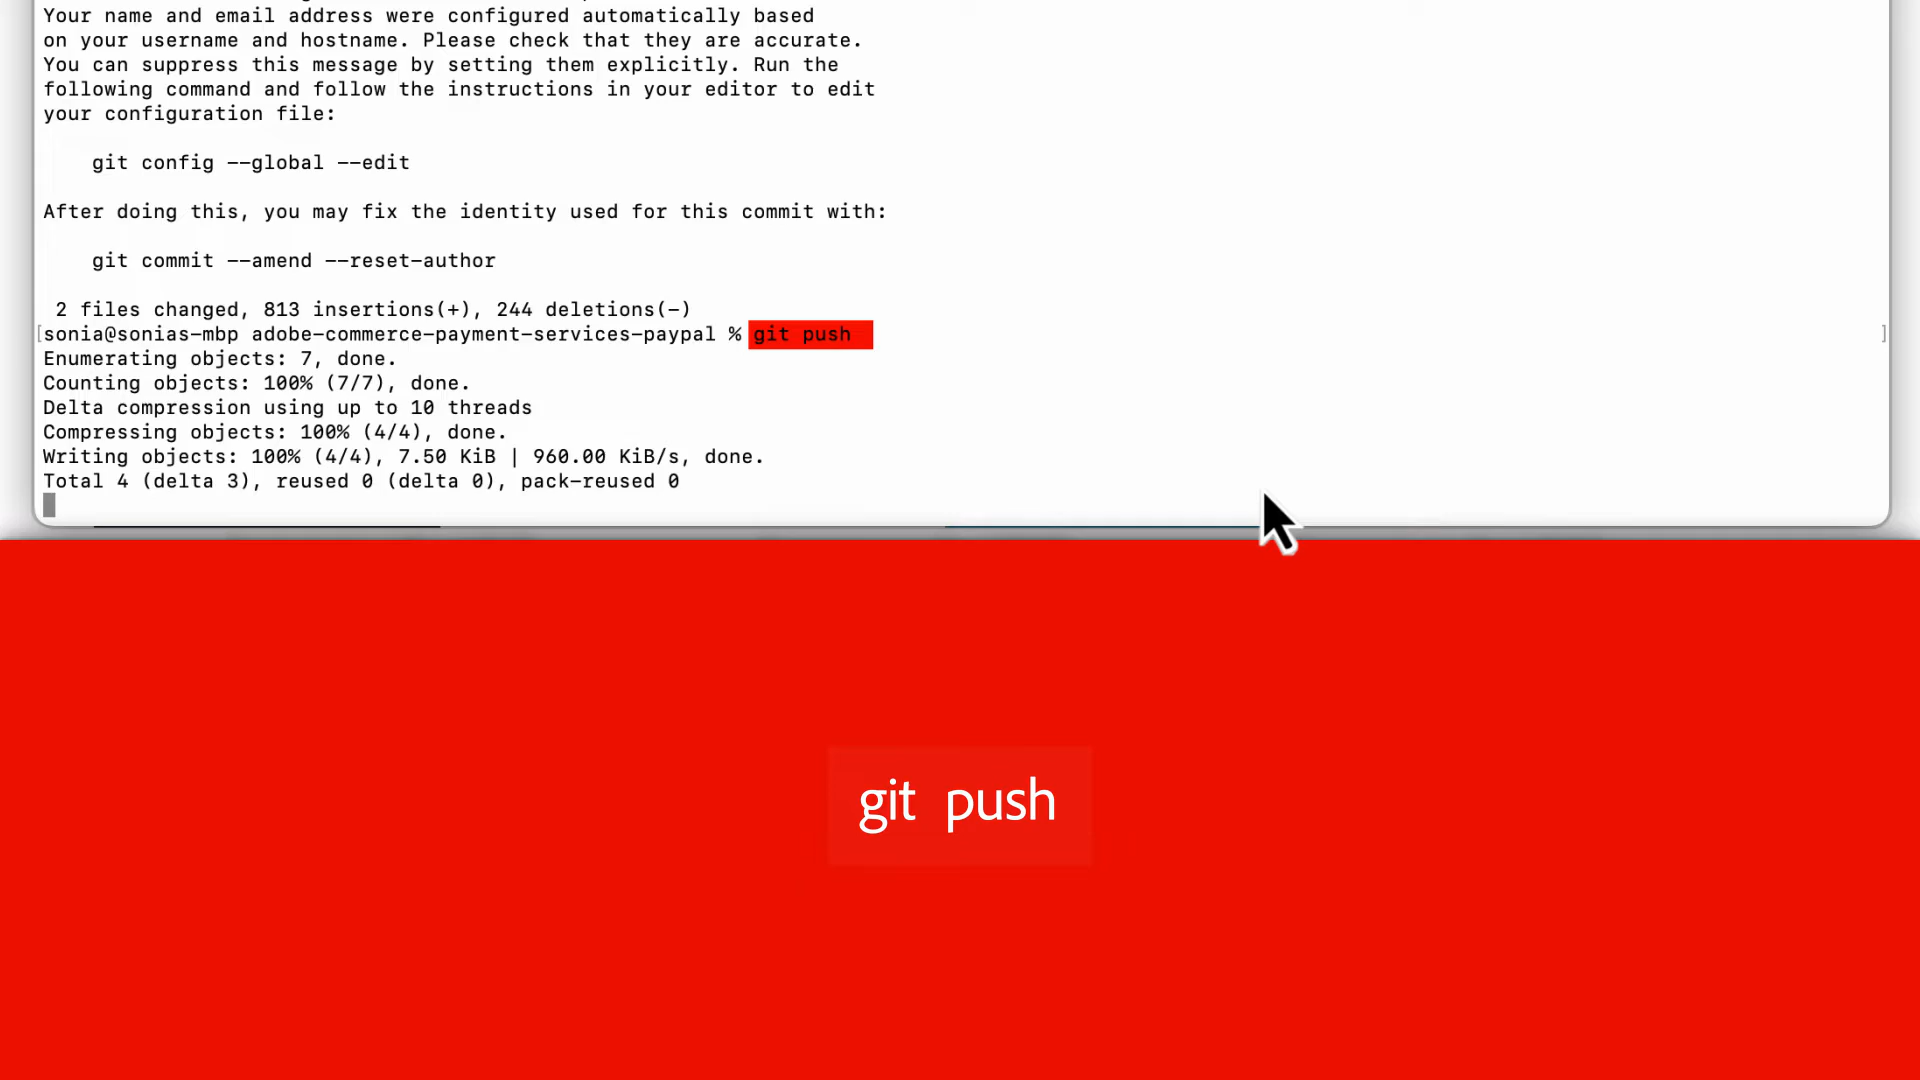 Your name and email address were configured automatically based
on your username and hostname. Please check that they are accurate.
You can suppress this message by setting them explicitly. Run the
following command and follow the instructions in your editor to edit
your configuration file:
git config --global --edit
After doing this, you may fix the identity used for this commit with:
git commit --amend --reset-author
2 files changed, 813 insertions(+), 244 deletions(-)
[sonia@sonias-mbp adobe-commerce-payment-services-paypal % git push ]
Enumerating objects: 7, done.
Counting objects: 100% (7/7), done.
Delta compression using up to 10 threads
Compressing objects: 100% (4/4), done.
Writing objects: 100% (4/4), 7.50 KiB | 960.00 KiB/s, done.
Total 4 (delta 3), reused 0 (delta 0), pack-reused 0
git push